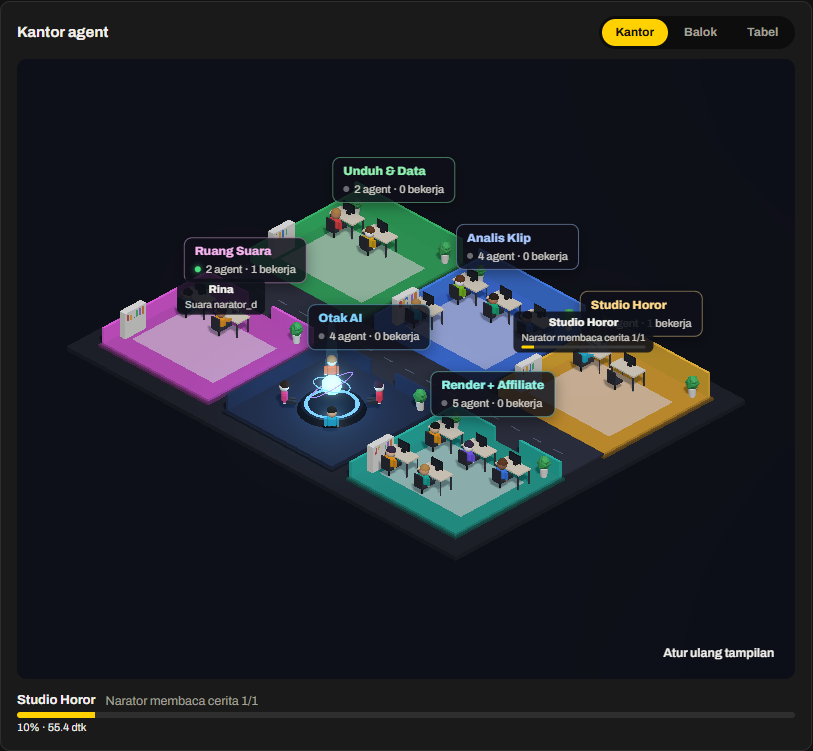 Kantor agent
Kantor
Balok
Tabel
Unduh & Data
2 agent · 0 bekerja
Analis Klip
4 agent · 0 bekerja
Ruang Suara
2 agent · 1 bekerja
Rina
Suara narator_d
Otak AI
4 agent · 0 bekerja
Studio Horor
agent · 1 bekerja
Studio Horor
Narator membaca cerita 1/1
Render + Affiliate
5 agent · 0 bekerja
Atur ulang tampilan
Studio Horor Narator membaca cerita 1/1
10% · 55.4 dtk